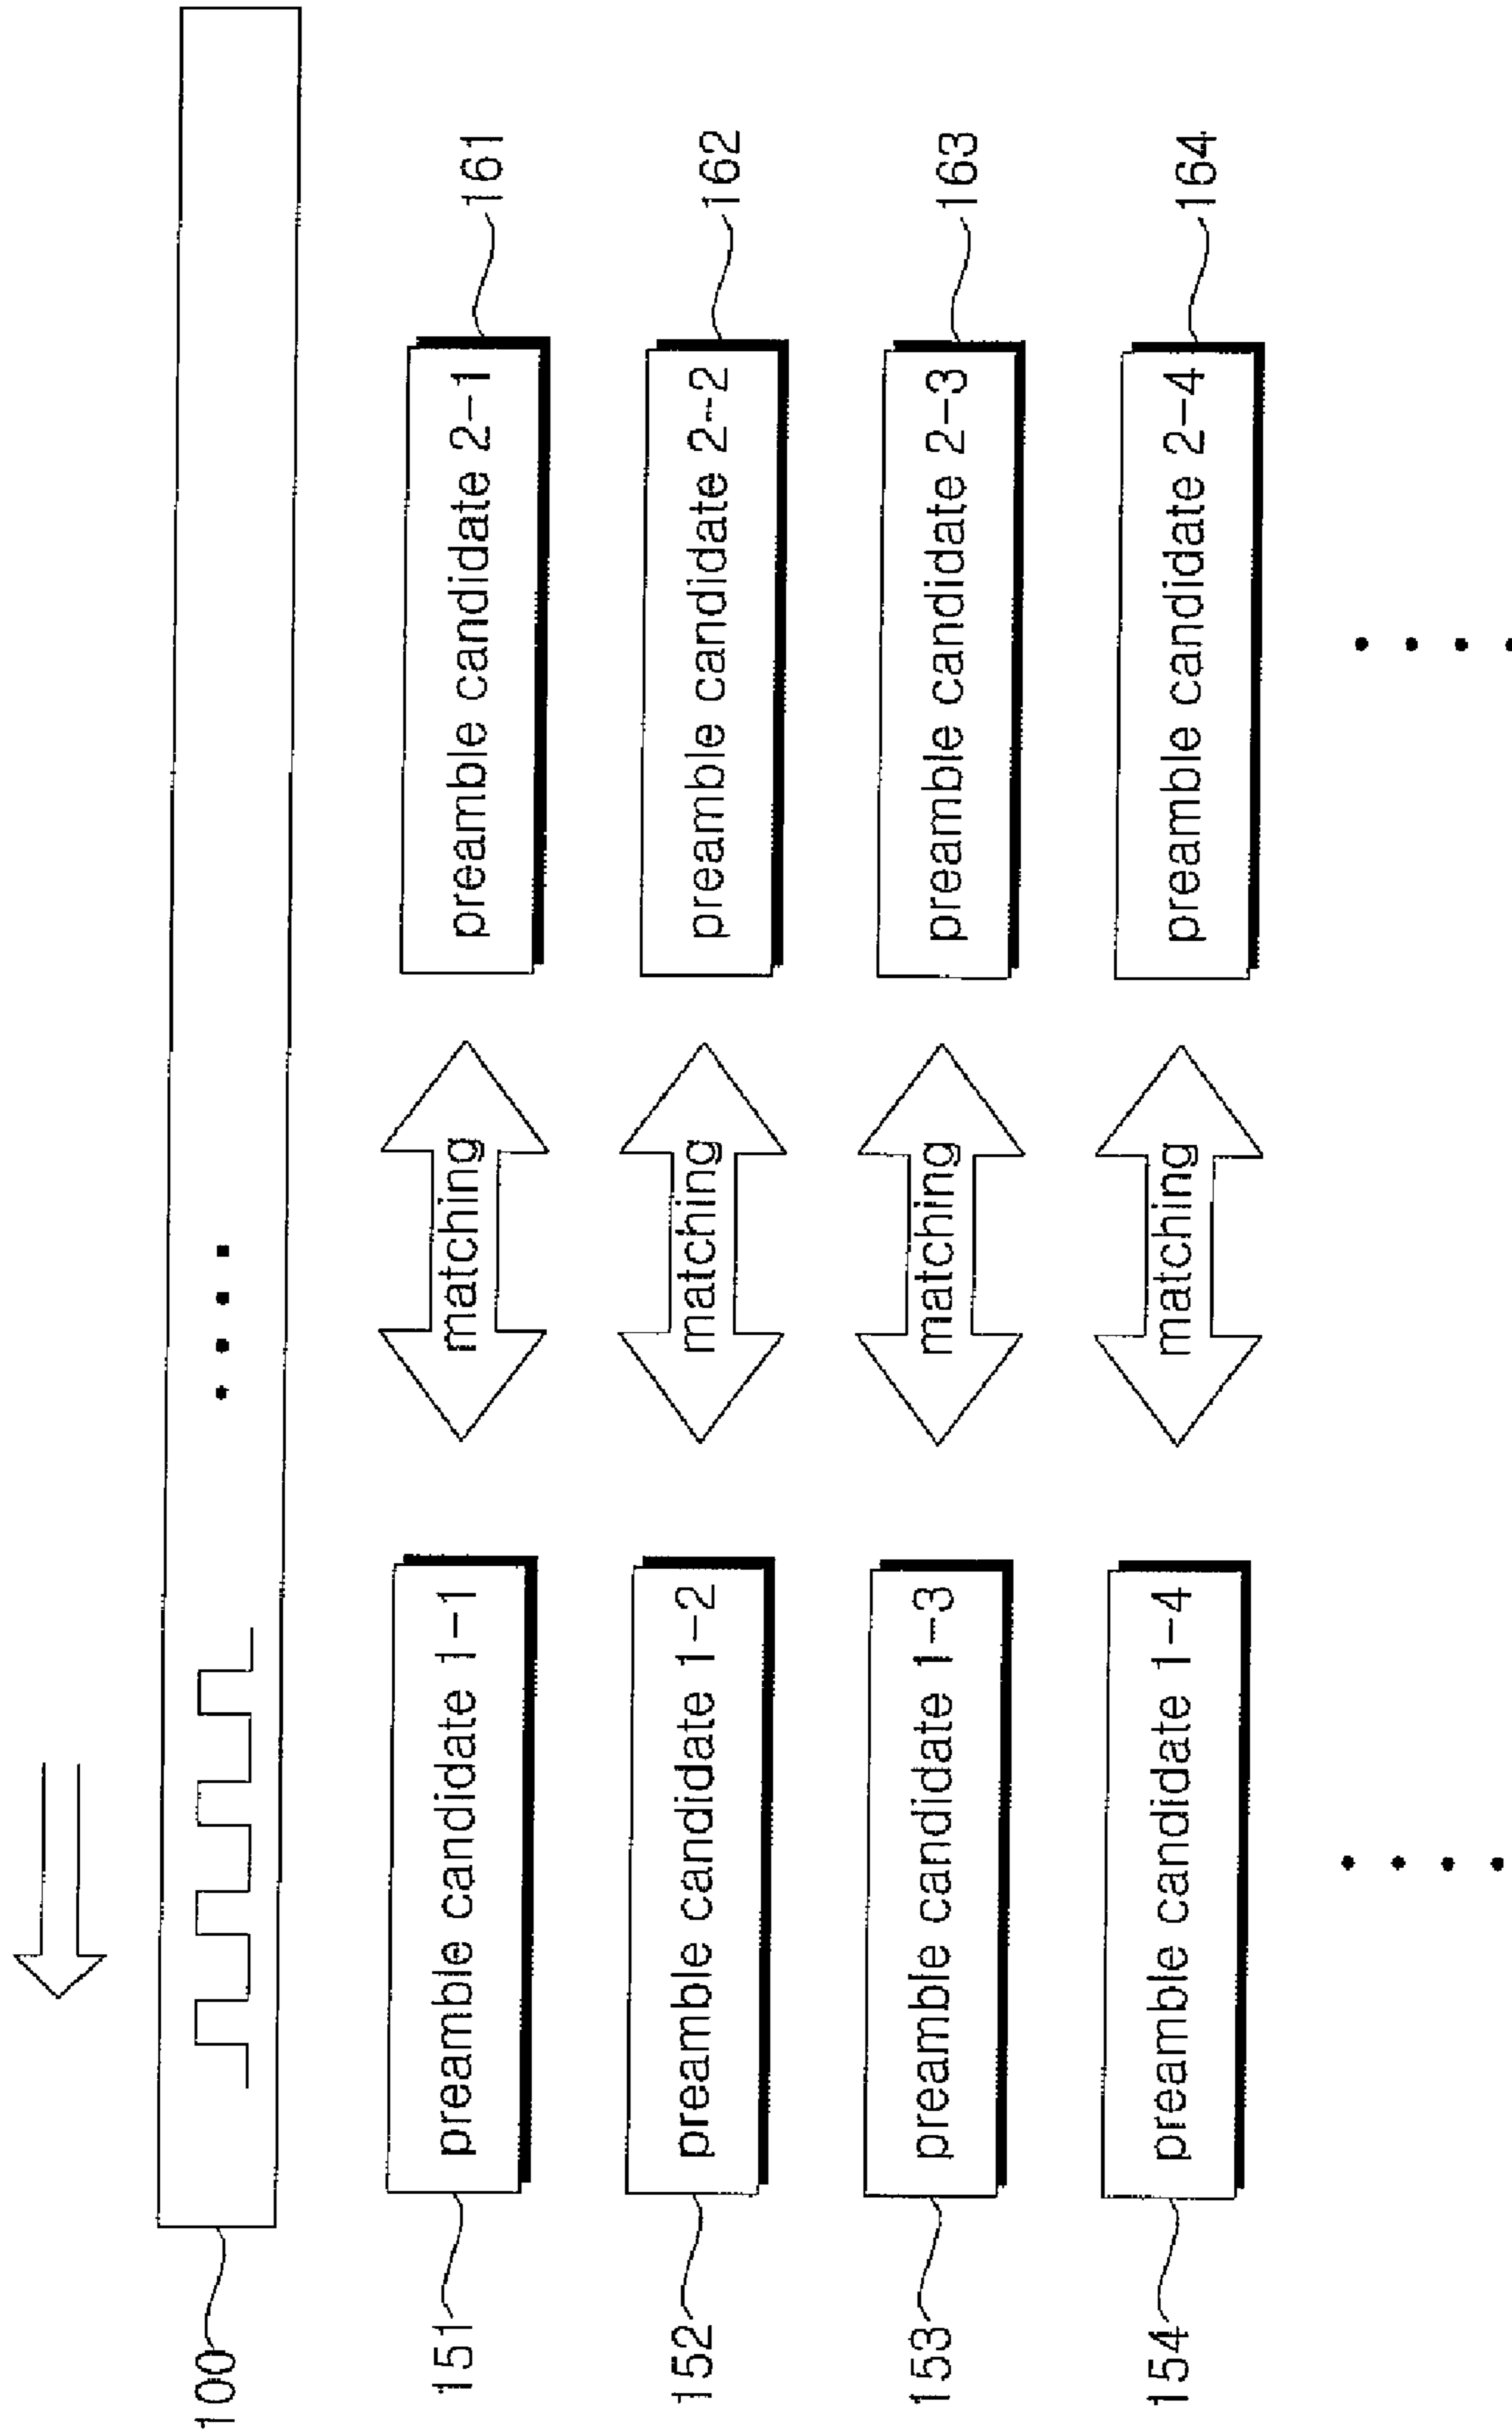 100
151 preamble candidate 1-1 matching preamble candidate 2-1 161
152 preamble candidate 1-2 matching preamble candidate 2-2 162
153 preamble candidate 1-3 matching preamble candidate 2-3 163
154 preamble candidate 1-4 matching preamble candidate 2-4 164